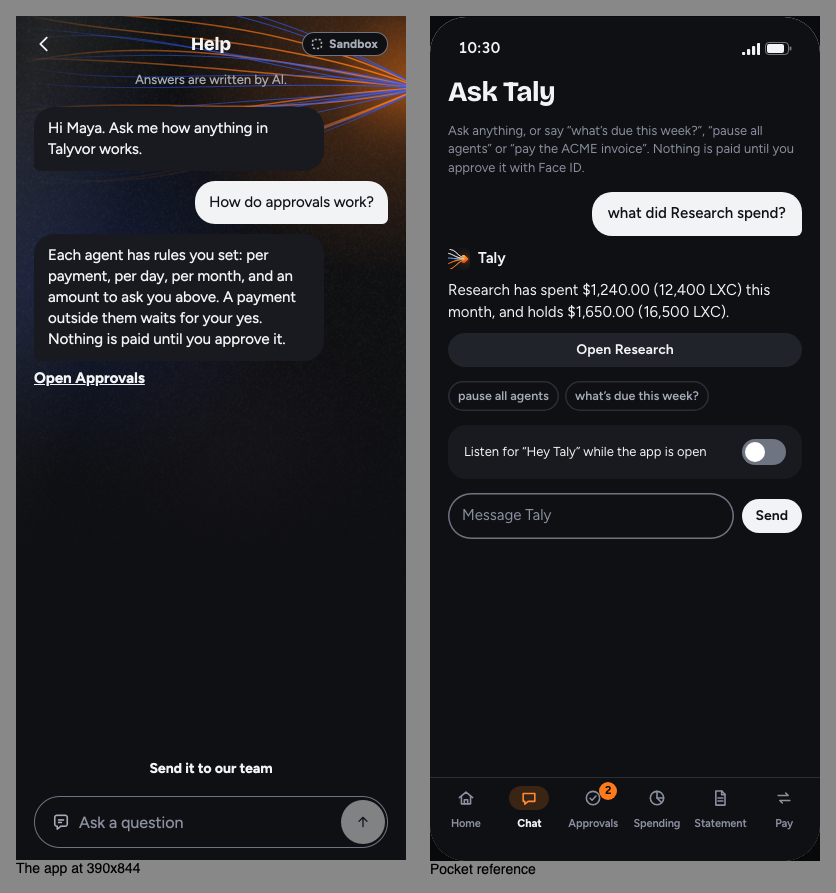 Help
Sandbox
Answers are written by AI.
Hi Maya. Ask me how anything in
Talyvor works.
How do approvals work?
Each agent has rules you set: per
payment, per day, per month, and an
amount to ask you above. A payment
outside them waits for your yes.
Nothing is paid until you approve it.
Open Approvals
Send it to our team
Ask a question
The app at 390x844
10:30
Ask Taly
Ask anything, or say “what’s due this week?”, “pause all
agents” or “pay the ACME invoice”. Nothing is paid until you
approve it with Face ID.
what did Research spend?
Taly
Research has spent $1,240.00 (12,400 LXC) this
month, and holds $1,650.00 (16,500 LXC).
Open Research
pause all agents
what’s due this week?
Listen for “Hey Taly” while the app is open
Message Taly
Send
2
Home
Chat
Approvals
Spending
Statement
Pay
Pocket reference